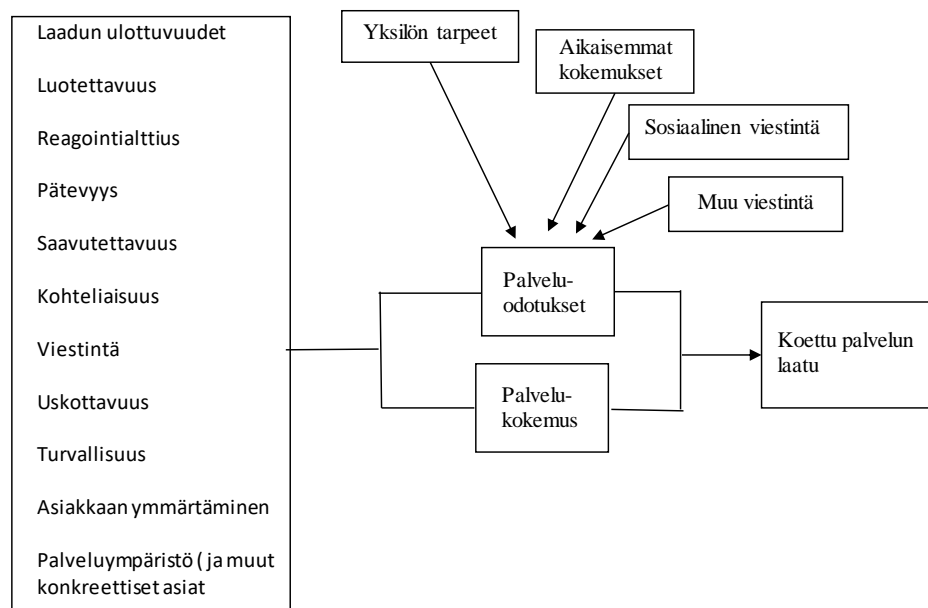 Laadun ulottuvuudet
Luotettavuus
Reagointialttius
Pätevyys
Saavutettavuus
Kohteliaisuus
Viestintä
Uskottavuus
Turvallisuus
Asiakkaan ymmärtäminen
Palveluympäristö ( ja muut
konkreettiset asiat
Yksilön tarpeet
Aikaisemmat
kokemukset
Sosiaalinen viestintä
Muu viestintä
Palvelu-
odotukset
Palvelu-
kokemus
Koettu palvelun
laatu